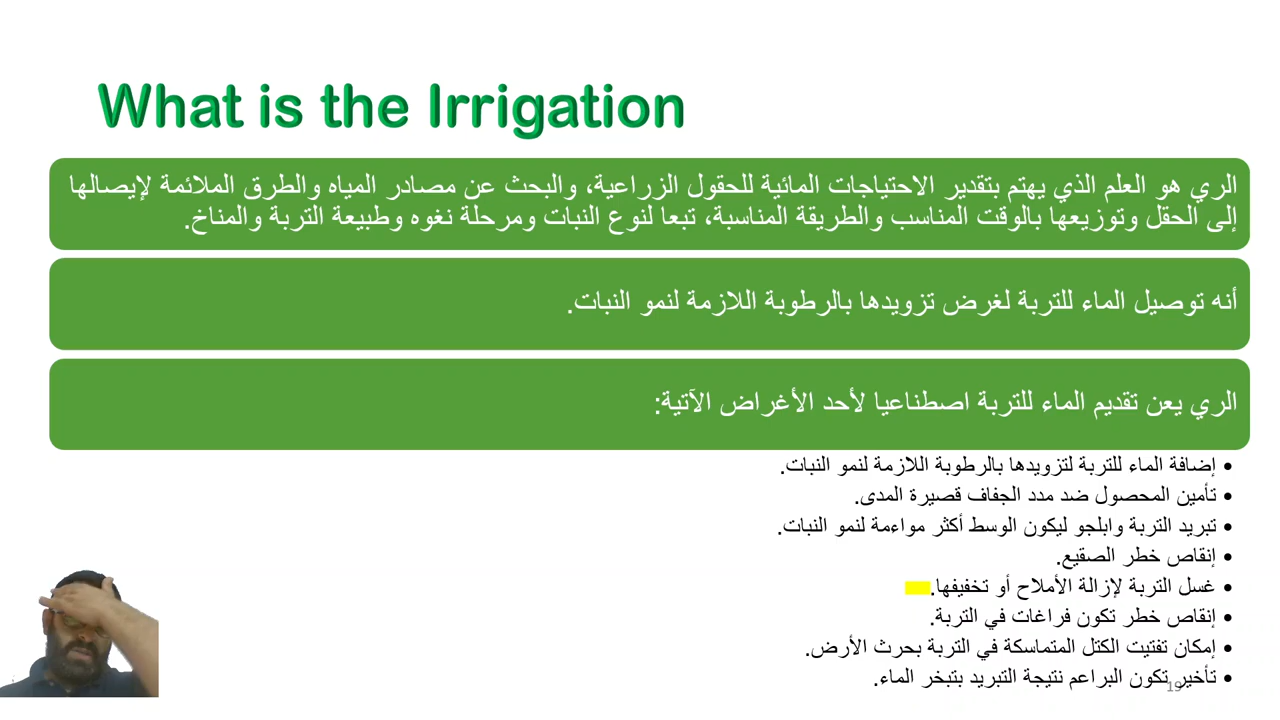 What is the Irrigation
الري هو العلم الذي يهتم بتقدير الاحتياجات المائية للحقول الزراعية، والبحث عن مصادر المياه والطرق الملائمة لإيصالها
إلى الحقل وتوزيعها بالوقت المناسب والطريقة المناسبة، تبعا لنوع النبات ومرحلة نغوه وطبيعة التربة والمناخ.
أنه توصيل الماء للتربة لغرض تزويدها بالرطوبة اللازمة لنمو النبات.
الري يعن تقديم الماء للتربة اصطناعيا لأحد الأغراض الآتية:
• إضافة الماء للتربة لتزويدها بالرطوبة اللازمة لنمو النبات.
• تأمين المحصول ضد مدد الجفاف قصيرة المدى.
• تبريد التربة وابلجو ليكون الوسط أكثر مواءمة لنمو النبات.
• إنقاص خطر الصقيع.
• غسل التربة لإزالة الأملاح أو تخفيفها.
• إنقاص خطر تكون فراغات في التربة.
• إمكان تفتيت الكتل المتماسكة في التربة بحرث الأرض.
• تأخير تكون البراعم نتيجة التبريد بتبخر الماء.
19